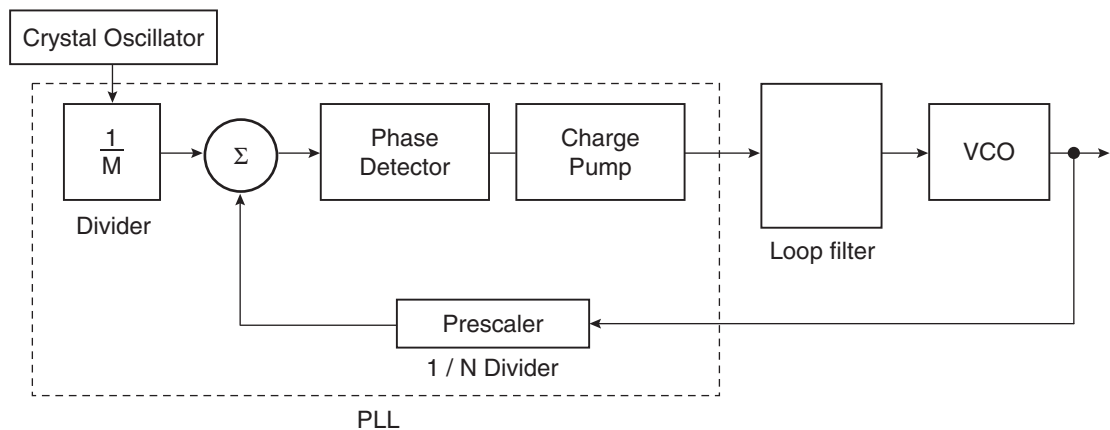 Crystal Oscillator
1
M
Divider
Σ
Phase
Detector
Charge
Pump
Loop filter
VCO
Prescaler
1 / N Divider
PLL